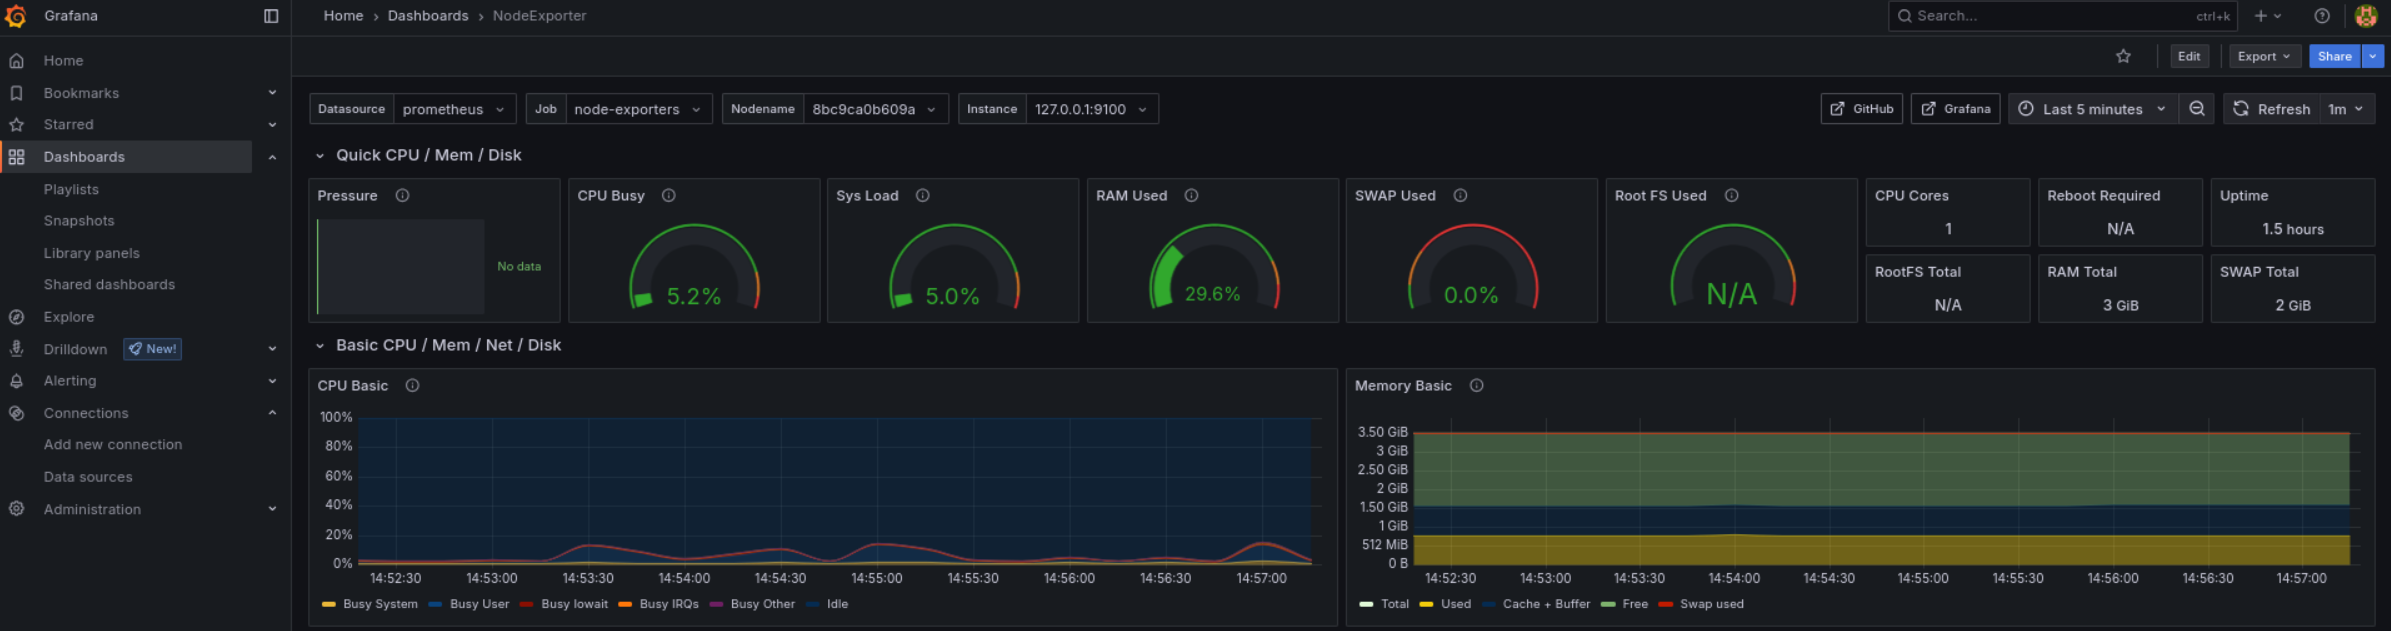 Grafana
Home › Dashboards › NodeExporter
Search... ctrl+k
Home
Bookmarks
Starred
Dashboards
Playlists
Snapshots
Library panels
Shared dashboards
Explore
Drilldown New!
Alerting
Connections
Add new connection
Data sources
Administration
Edit Export Share
Datasource prometheus Job node-exporters Nodename 8bc9ca0b609a Instance 127.0.0.1:9100 GitHub Grafana Last 5 minutes Refresh 1m
Quick CPU / Mem / Disk
Pressure
No data
CPU Busy
5.2%
Sys Load
5.0%
RAM Used
29.6%
SWAP Used
0.0%
Root FS Used
N/A
CPU Cores
1
Reboot Required
N/A
Uptime
1.5 hours
RootFS Total
N/A
RAM Total
3 GiB
SWAP Total
2 GiB
Basic CPU / Mem / Net / Disk
CPU Basic
100%
80%
60%
40%
20%
0%
14:52:30 14:53:00 14:53:30 14:54:00 14:54:30 14:55:00 14:55:30 14:56:00 14:56:30 14:57:00
Busy System Busy User Busy Iowait Busy IRQs Busy Other Idle
Memory Basic
3.50 GiB
3 GiB
2.50 GiB
2 GiB
1.50 GiB
1 GiB
512 MiB
0 B
14:52:30 14:53:00 14:53:30 14:54:00 14:54:30 14:55:00 14:55:30 14:56:00 14:56:30 14:57:00
Total Used Cache + Buffer Free Swap used